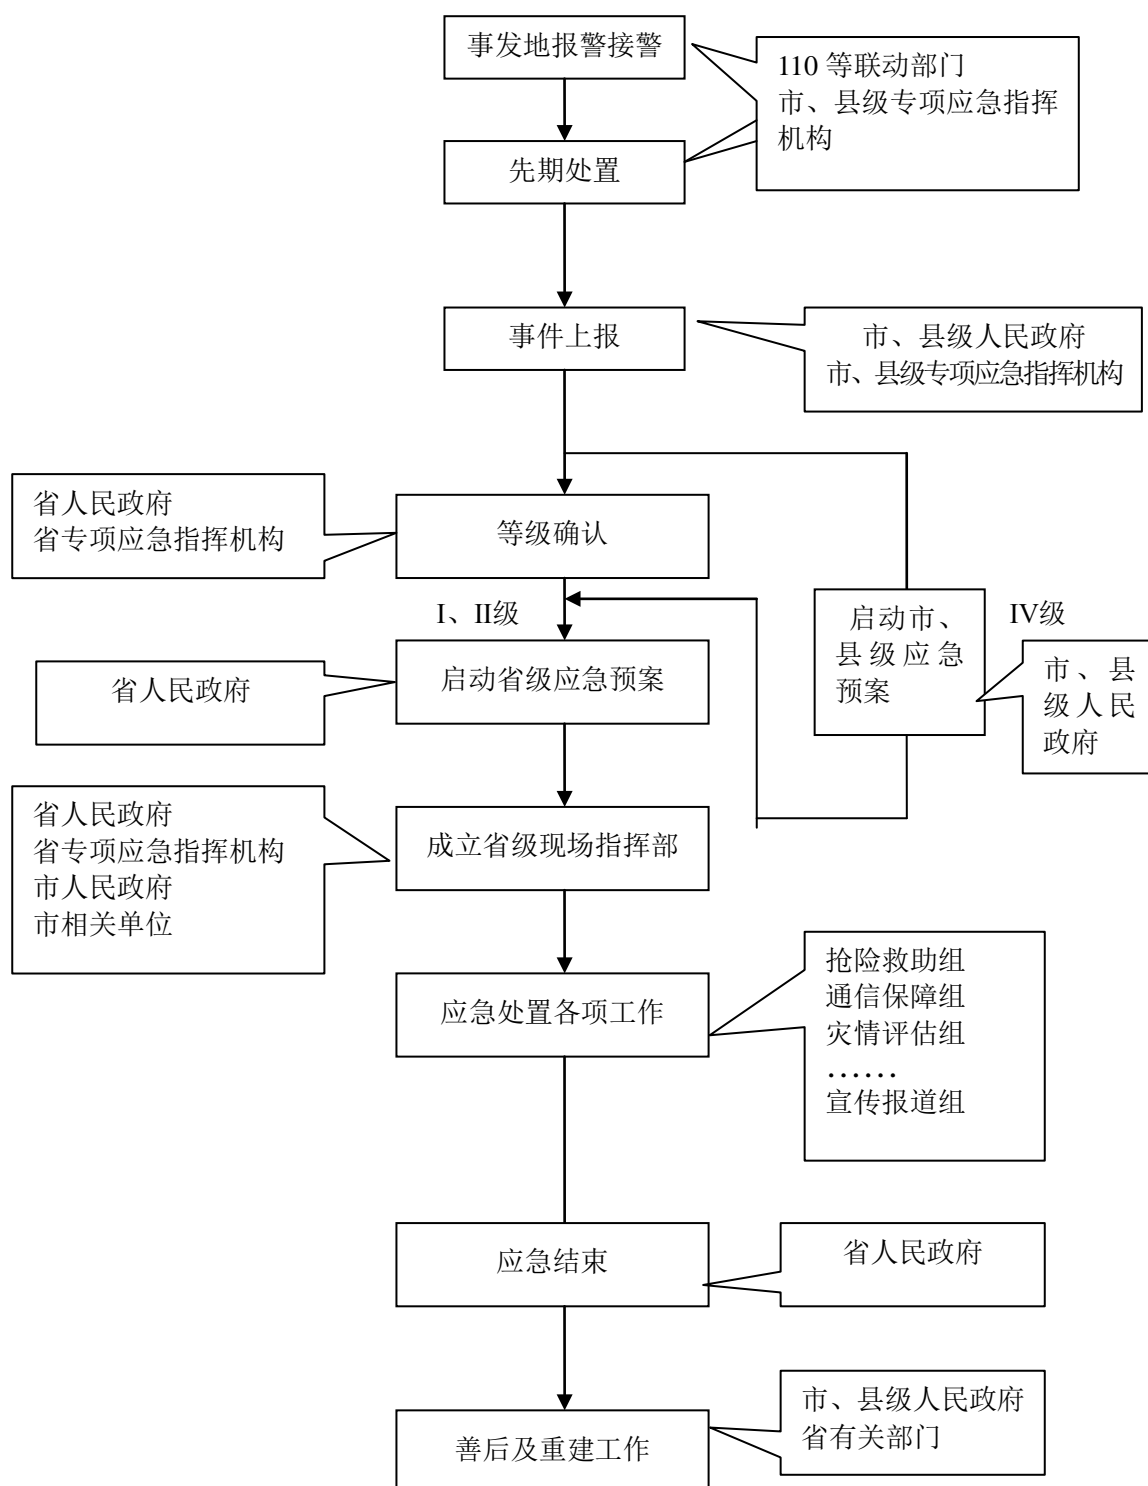 事发地报警接警
110 等联动部门
市、县级专项应急指挥
机构
先期处置
事件上报
市、县级人民政府
市、县级专项应急指挥机构
省人民政府
省专项应急指挥机构
等级确认
I、II级
启动市、
县级应急
预案
IV级
市、县
级人民
政府
省人民政府
启动省级应急预案
省人民政府
省专项应急指挥机构
市人民政府
市相关单位
成立省级现场指挥部
应急处置各项工作
抢险救助组
通信保障组
灾情评估组
……
宣传报道组
应急结束
省人民政府
善后及重建工作
市、县级人民政府
省有关部门